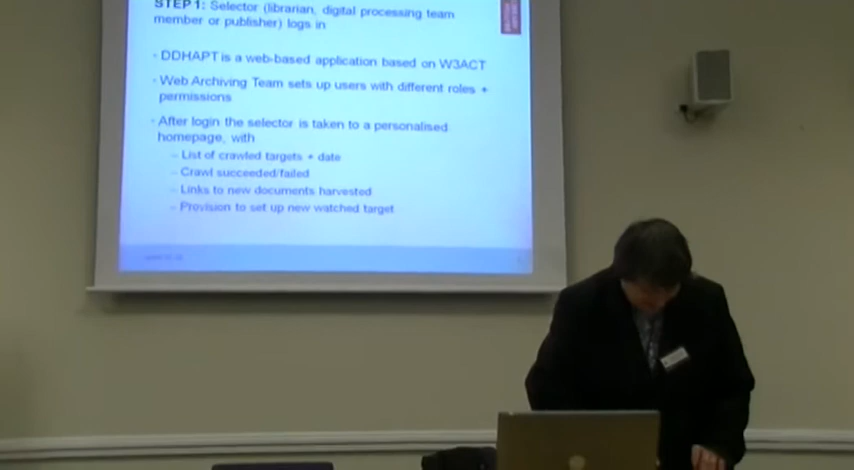 STEP 1: Selector (librarian, digital processing team
member or publisher) logs in
DDHAPT is a web-based application based on W3ACT
Web Archiving Team sets up users with different roles +
permissions
After login the selector is taken to a personalised
homepage, with
– List of crawled targets + date
– Crawl succeeded/failed
– Links to new documents harvested
– Provision to set up new watched target